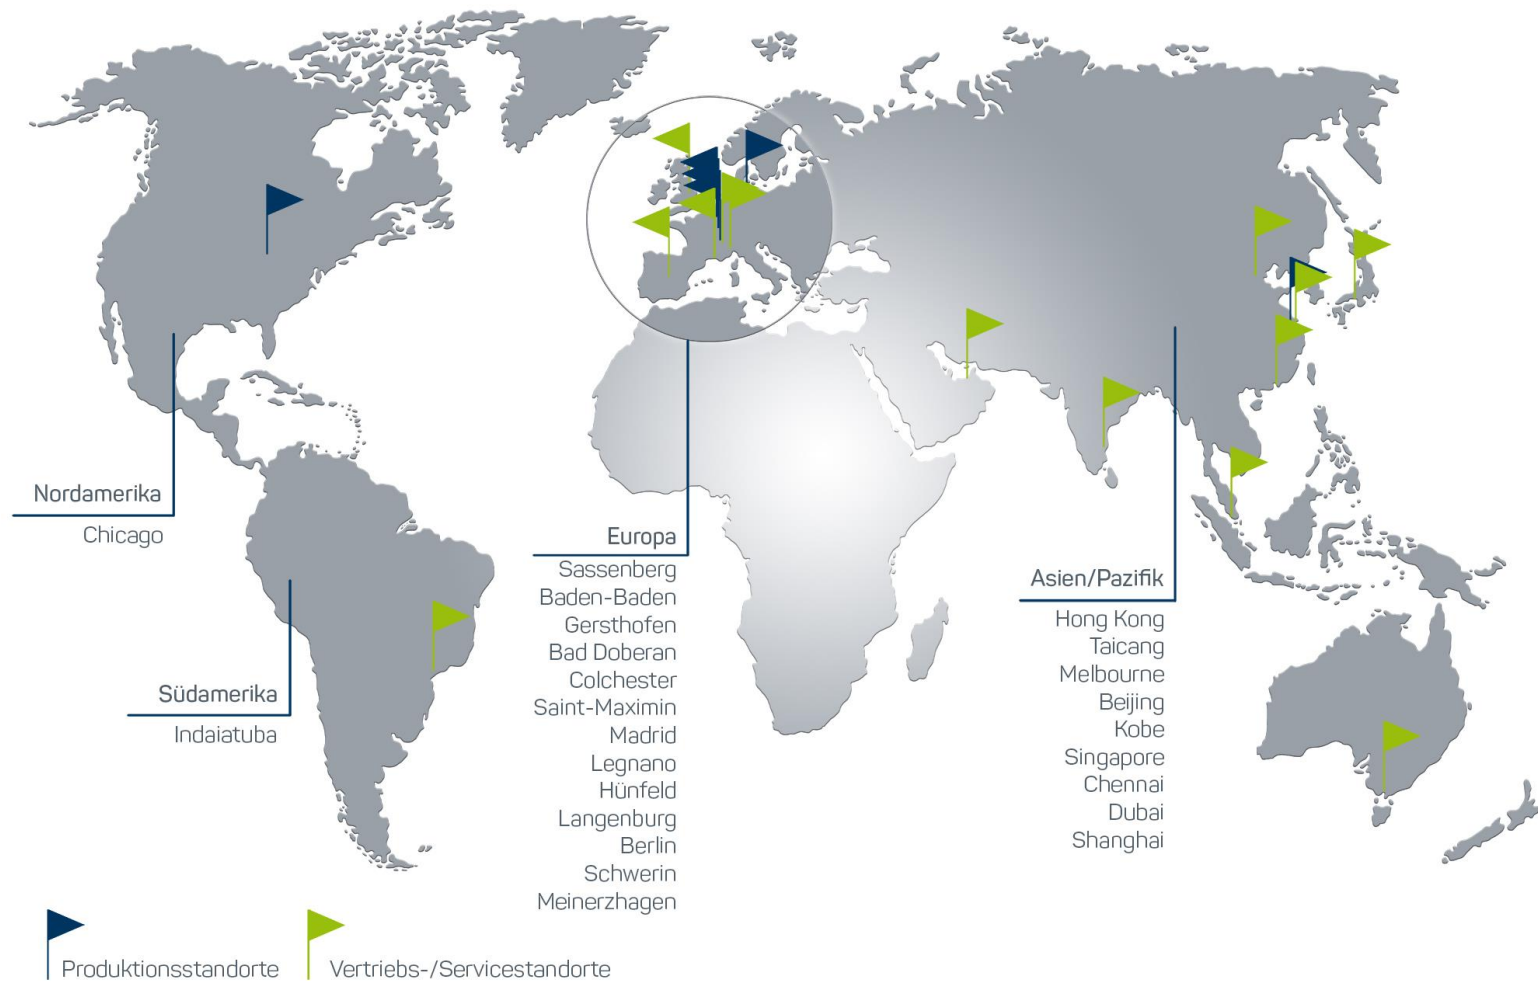 Nordamerika
Chicago
Südamerika
Indaiatuba
Europa
Sassenberg
Baden-Baden
Gersthofen
Bad Doberan
Colchester
Saint-Maximin
Madrid
Legnano
Hünfeld
Langenburg
Berlin
Schwerin
Meinerzhagen
Asien/Pazifik
Hong Kong
Taicang
Melbourne
Beijing
Kobe
Singapore
Chennai
Dubai
Shanghai
Produktionsstandorte
Vertriebs-/Servicestandorte